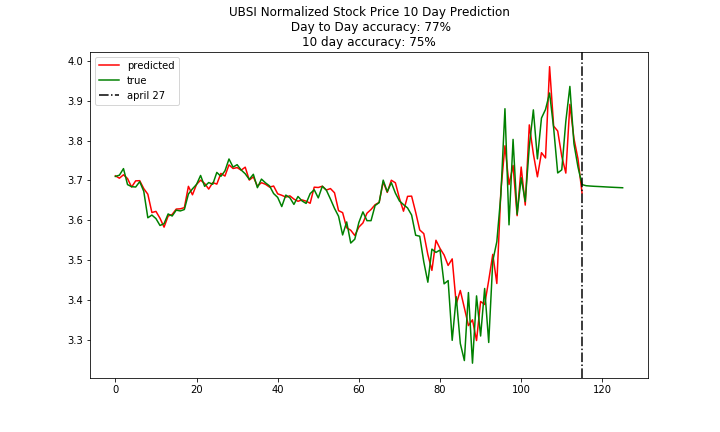 UBSI Normalized Stock Price 10 Day Prediction
Day to Day accuracy: 77%
10 day accuracy: 75%
predicted
true
april 27
4.0
3.9
3.8
3.7
3.6
3.5
3.4
3.3
0 20 40 60 80 100 120